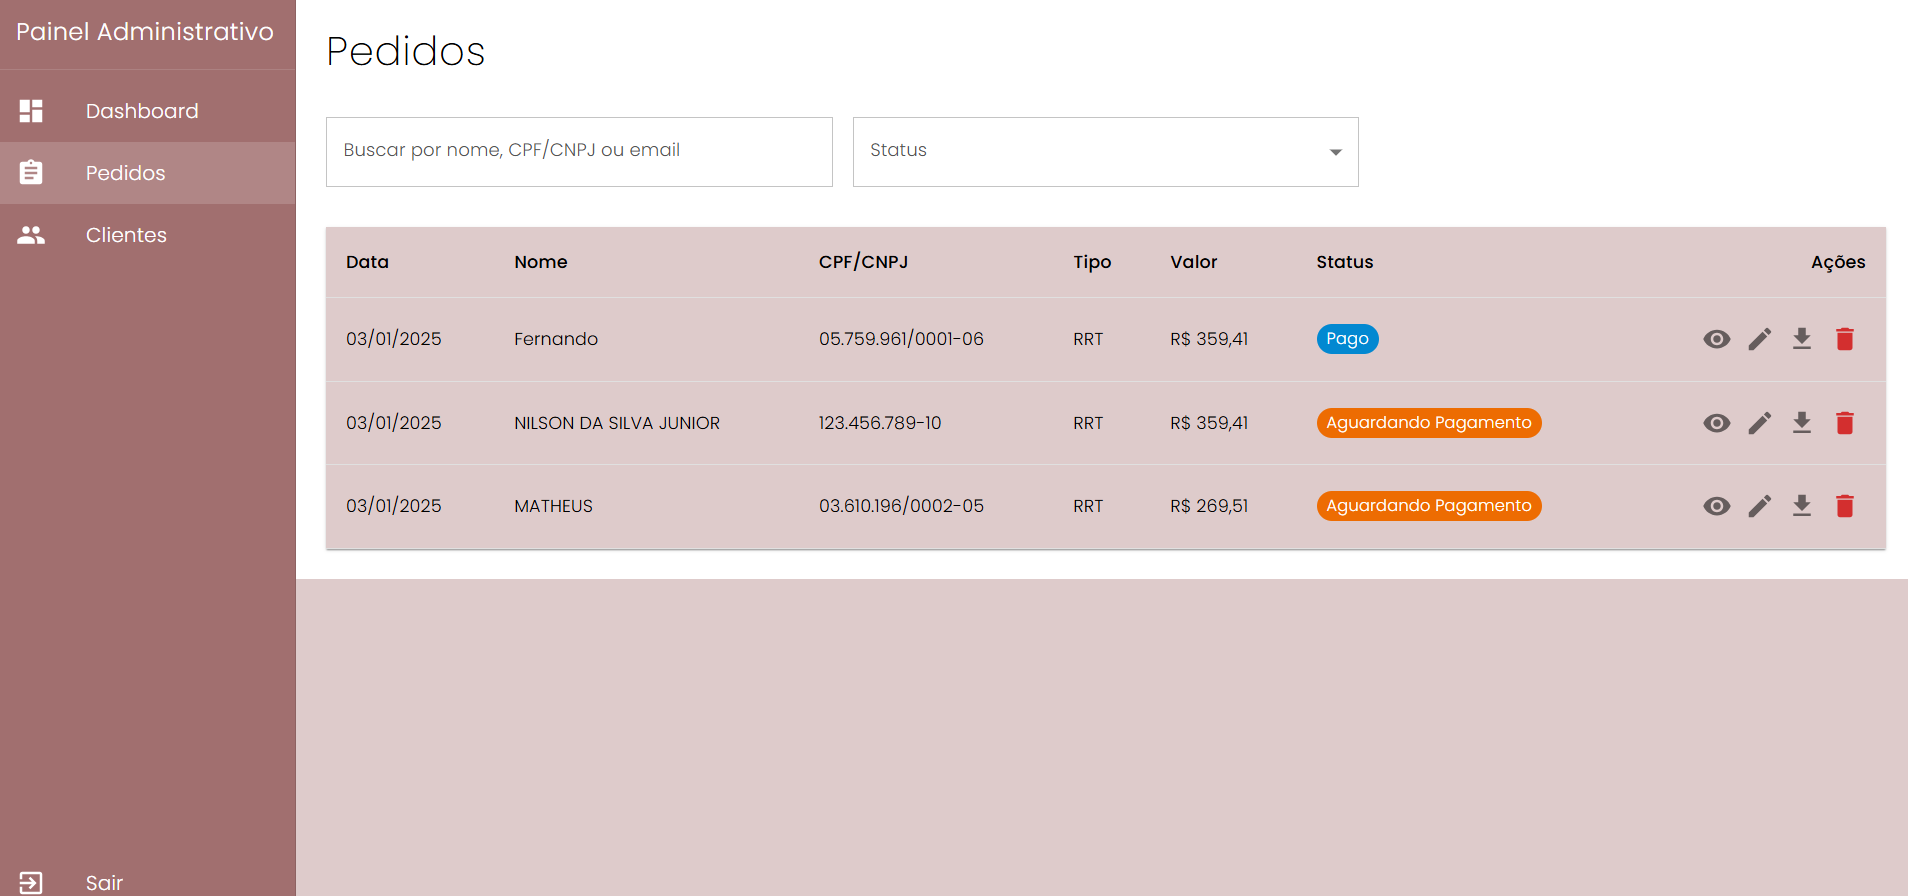 Painel Administrativo
Dashboard
Pedidos
Clientes
Sair
Pedidos
Buscar por nome, CPF/CNPJ ou email
Status
Data Nome CPF/CNPJ Tipo Valor Status Ações
03/01/2025 Fernando 05.759.961/0001-06 RRT R$ 359,41 Pago
03/01/2025 NILSON DA SILVA JUNIOR 123.456.789-10 RRT R$ 359,41 Aguardando Pagamento
03/01/2025 MATHEUS 03.610.196/0002-05 RRT R$ 269,51 Aguardando Pagamento